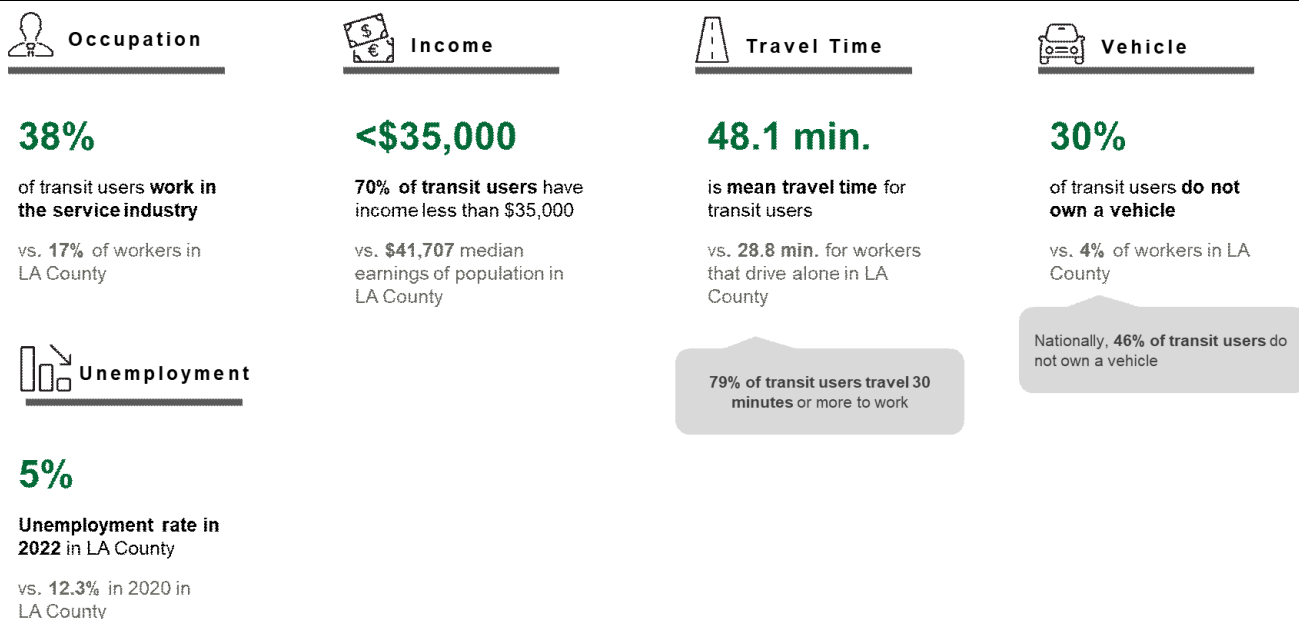 Occupation
38%
of transit users work in
the service industry
vs. 17% of workers in
LA County
$
€
Income
<$35,000
70% of transit users have
income less than $35,000
vs. $41,707 median
earnings of population in
LA County
Travel Time
48.1 min.
is mean travel time for
transit users
vs. 28.8 min. for workers
that drive alone in LA
County
79% of transit users travel 30
minutes or more to work
Vehicle
30%
of transit users do not
own a vehicle
vs. 4% of workers in LA
County
Nationally, 46% of transit users do
not own a vehicle
Unemployment
5%
Unemployment rate in
2022 in LA County
vs. 12.3% in 2020 in
LA County